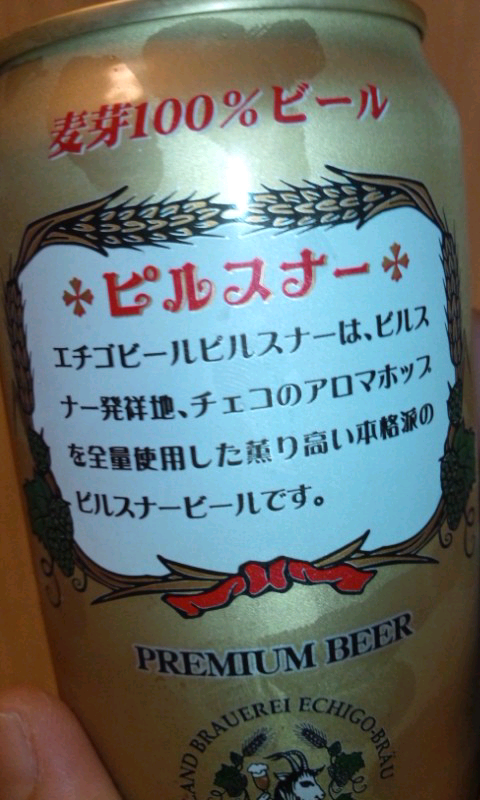 麦芽100%ビール
ピルスナー
エチゴビールピルスナーは、ピルス
ナー発祥地、チェコのアロマホップ
を全量使用した薫り高い本格派の
ピルスナービールです。
PREMIUM BEER
LAND BRAUEREI ECHIGO-BRÄU